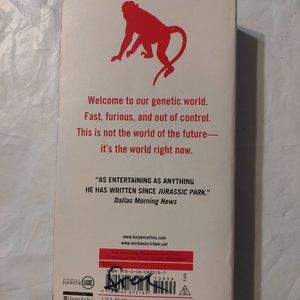 Welcome to our genetic world.
Fast, furious, and out of control.
This is not the world of the future—
it's the world right now.
"AS ENTERTAINING AS ANYTHING
HE HAS WRITTEN SINCE JURASSIC PARK."
Dallas Morning News
www.harpercollins.com
www.michaelcrichton.net
HARPER